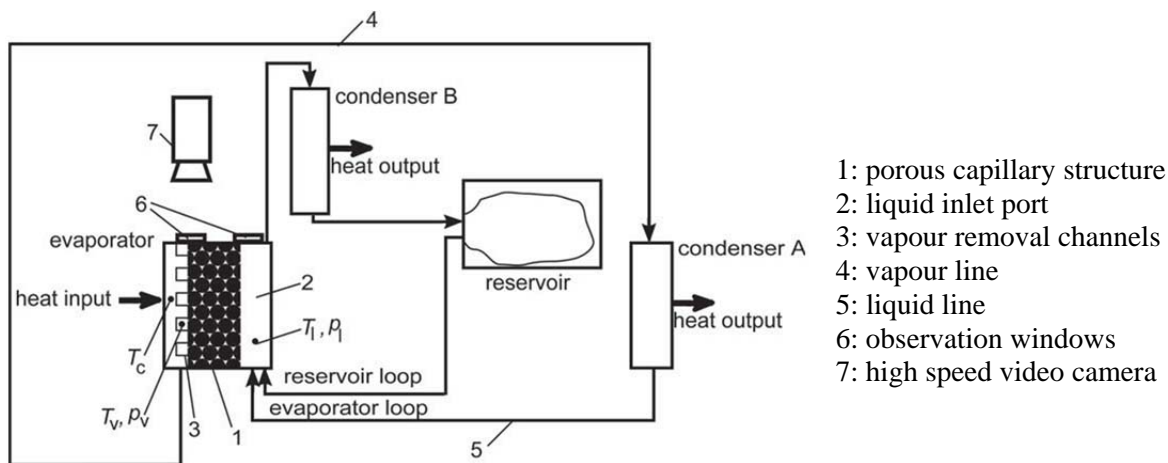 4
condenser B
7
heat output
6
evaporator
condenser A
2
reservoir
heat input
heat output
T_l, p_l
T_c
reservoir loop
evaporator loop
T_v, p_v
3
1
5
1: porous capillary structure
2: liquid inlet port
3: vapour removal channels
4: vapour line
5: liquid line
6: observation windows
7: high speed video camera